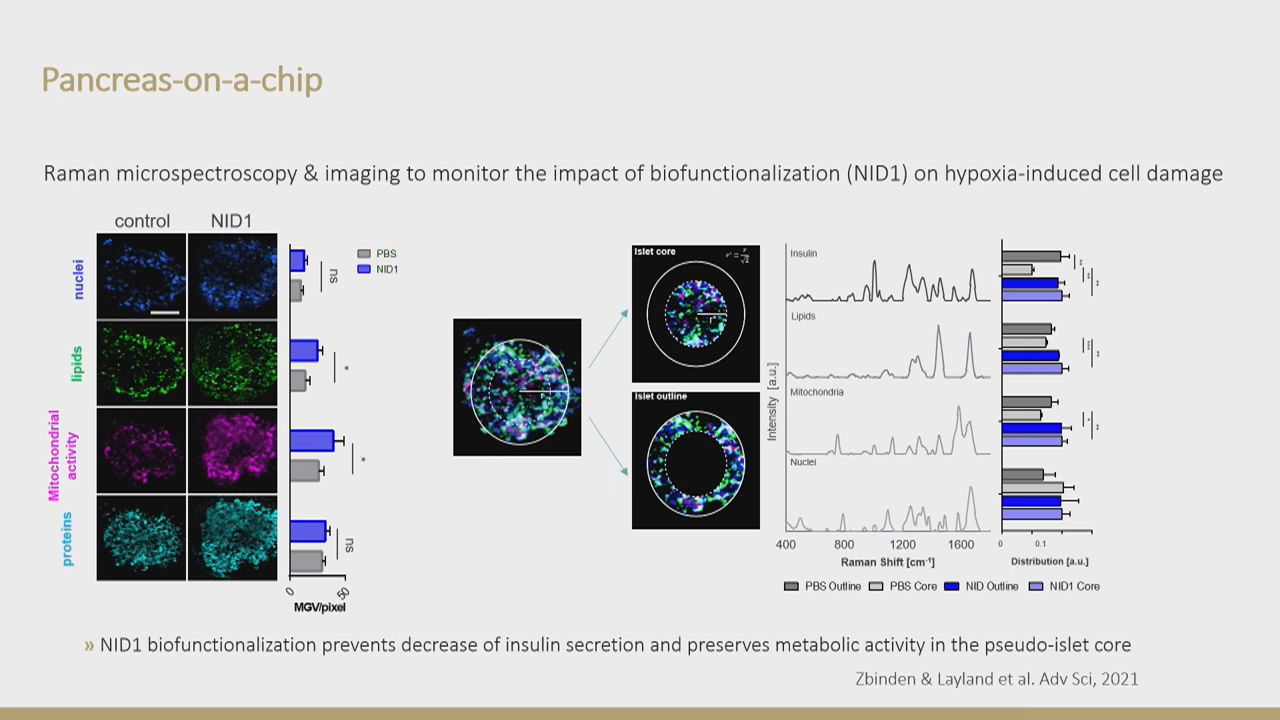 Pancreas-on-a-chip
Raman microspectroscopy & imaging to monitor the impact of biofunctionalization (NID1) on hypoxia-induced cell damage
control NID1
nuclei
lipids
Mitochondrial
activity
proteins
ns
*
*
ns
0 50
MGV/pixel
PBS
NID1
r
Islet core
Islet outline
Intensity [a.u.]
Insulin
Lipids
Mitochondria
Nuclei
400 800 1200 1600
Raman Shift [cm⁻¹]
0 0.1
Distribution [a.u.]
PBS Outline PBS Core NID Outline NID1 Core
» NID1 biofunctionalization prevents decrease of insulin secretion and preserves metabolic activity in the pseudo-islet core
Zbinden & Layland et al. Adv Sci, 2021